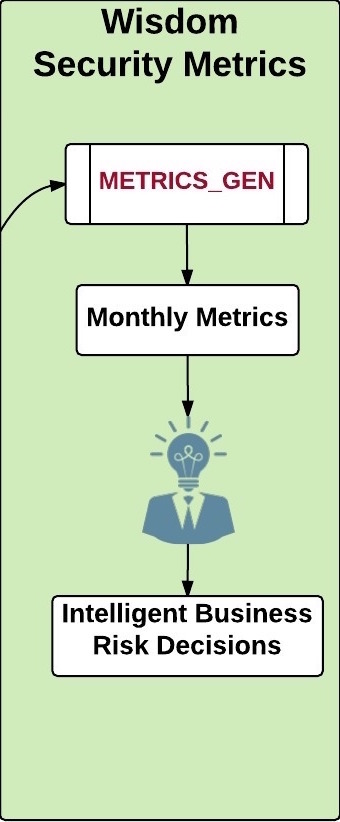 Wisdom
Security Metrics
METRICS_GEN
Monthly Metrics
Intelligent Business
Risk Decisions